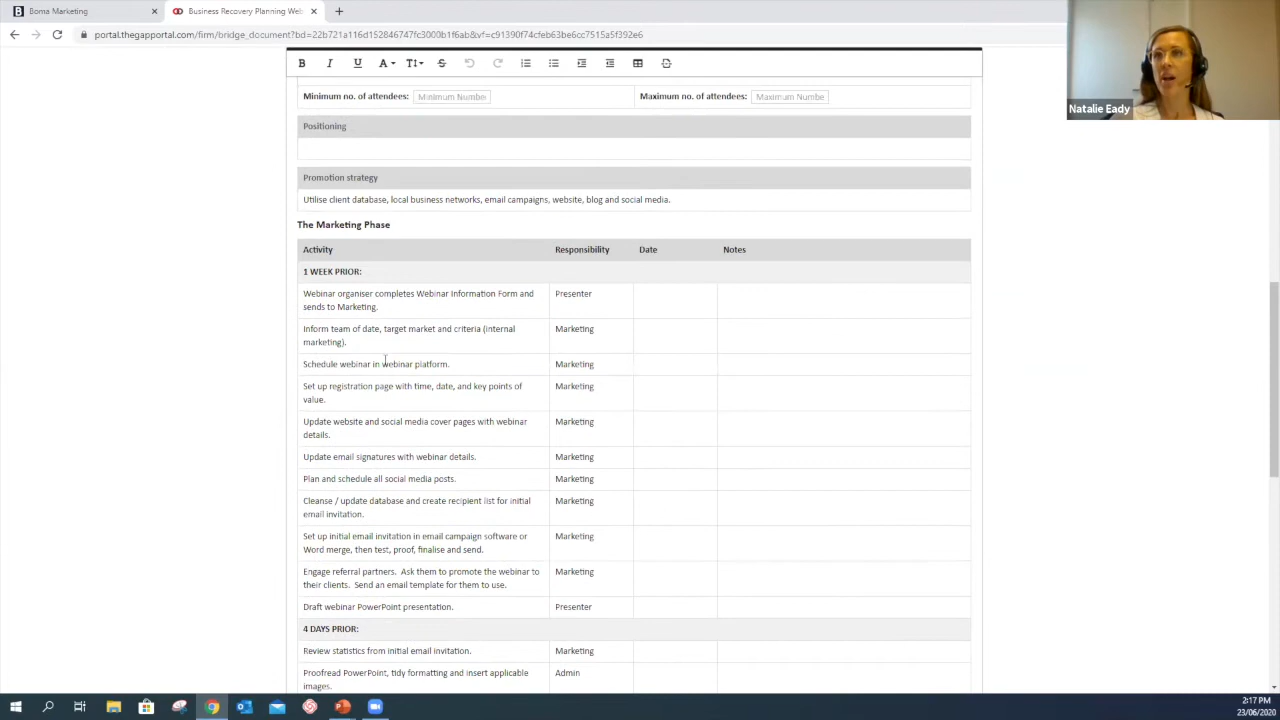 Boma Marketing
Business Recovery Planning Web
portal.thegapportal.com/firm/bridge_document?bd=22b721a116d152846747fc3000b1f6ab&vf=c91390f74cfeb63be6cc7515a5f392e6
Natalie Eady
Minimum no. of attendees: Minimum Numbe
Maximum no. of attendees: Maximum Numbe
Positioning
Promotion strategy
Utilise client database, local business networks, email campaigns, website, blog and social media.
The Marketing Phase
Activity Responsibility Date Notes
1 WEEK PRIOR:
Webinar organiser completes Webinar Information Form and Presenter
sends to Marketing.
Inform team of date, target market and criteria (internal Marketing
marketing).
Schedule webinar in webinar platform. Marketing
Set up registration page with time, date, and key points of Marketing
value.
Update website and social media cover pages with webinar Marketing
details.
Update email signatures with webinar details. Marketing
Plan and schedule all social media posts. Marketing
Cleanse / update database and create recipient list for initial Marketing
email invitation.
Set up initial email invitation in email campaign software or Marketing
Word merge, then test, proof, finalise and send.
Engage referral partners. Ask them to promote the webinar to Marketing
their clients. Send an email template for them to use.
Draft webinar PowerPoint presentation. Presenter
4 DAYS PRIOR:
Review statistics from initial email invitation. Marketing
Proofread PowerPoint, tidy formatting and insert applicable Admin
images.
2:17 PM
23/06/2020